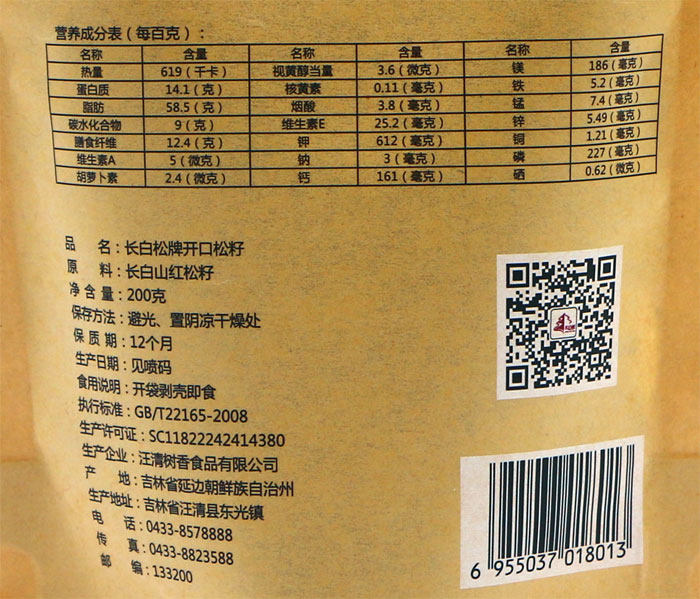 营养成分表（每百克）：
名称 含量 名称 含量 名称 含量
热量 619（千卡） 视黄醇当量 3.6（微克） 镁 186（毫克）
蛋白质 14.1（克） 核黄素 0.11（毫克） 铁 5.2（毫克）
脂肪 58.5（克） 烟酸 3.8（毫克） 锰 7.4（毫克）
碳水化合物 9（克） 维生素E 25.2（毫克） 锌 5.49（毫克）
膳食纤维 12.4（克） 钾 612（毫克） 铜 1.21（毫克）
维生素A 5（微克） 钠 3（毫克） 磷 227（毫克）
胡萝卜素 2.4（微克） 钙 161（毫克） 硒 0.62（微克）
品 名：长白松牌开口松籽
原 料：长白山红松籽
净 含 量：200克
保存方法：避光、置阴凉干燥处
保 质 期：12个月
生产日期：见喷码
食用说明：开袋剥壳即食
执行标准：GB/T22165-2008
生产许可证：SC11822242414380
生产企业：汪清树香食品有限公司
产 地：吉林省延边朝鲜族自治州
生产地址：吉林省汪清县东光镇
电 话：0433-8578888
传 真：0433-8823588
邮 编：133200
6 955037 018013